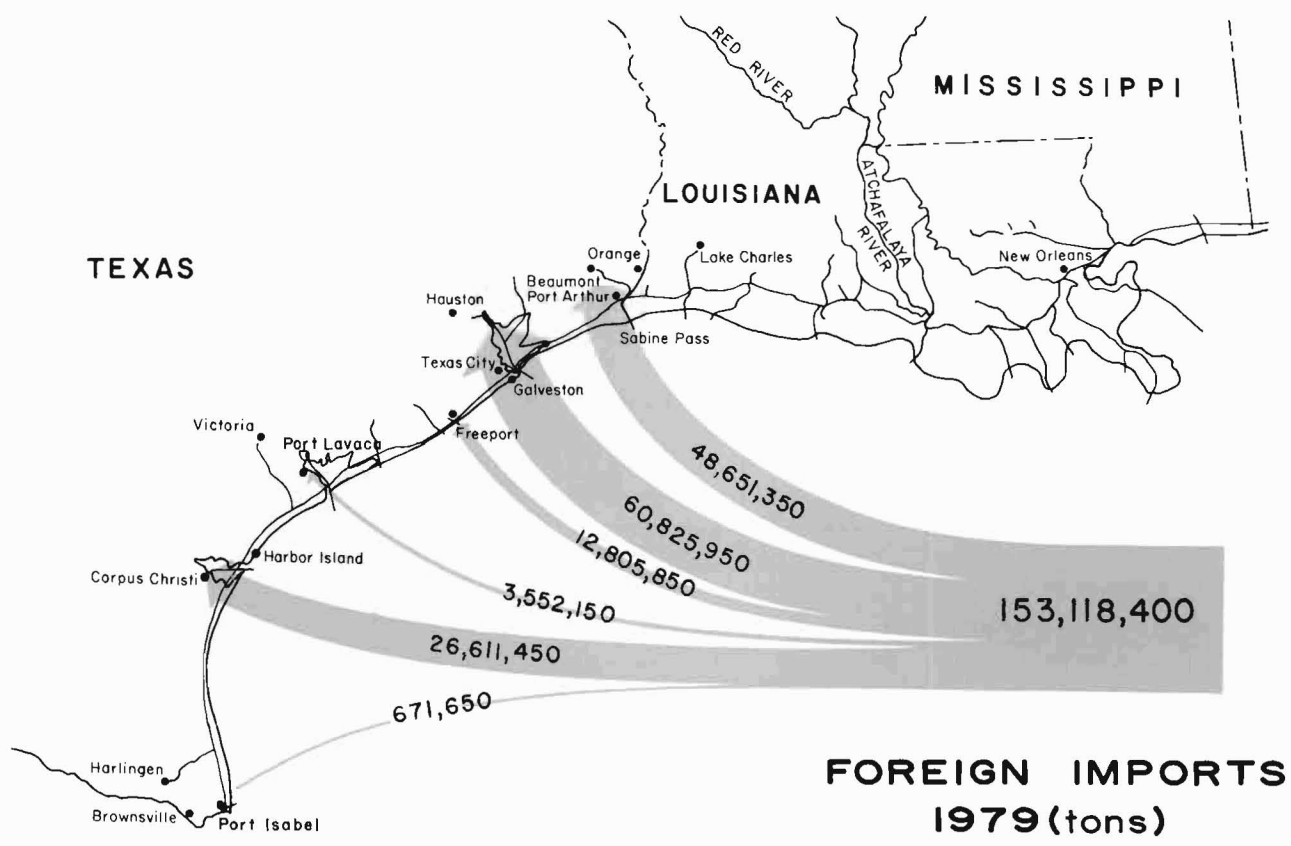 RED RIVER
MISSISSIPPI
LOUISIANA
ATCHAFALAYA
RIVER
TEXAS
Orange
Lake Charles
New Orleans
Beaumont
Port Arthur
Hauston
Sabine Pass
Texas City
Galveston
Freeport
Victoria
Port Lavaca
48,651,350
60,825,950
12,805,850
Harbor Island
Corpus Christi
3,552,150
153,118,400
26,611,450
671,650
Harlingen
Brownsville
Port Isabel
FOREIGN IMPORTS
1979 (tons)